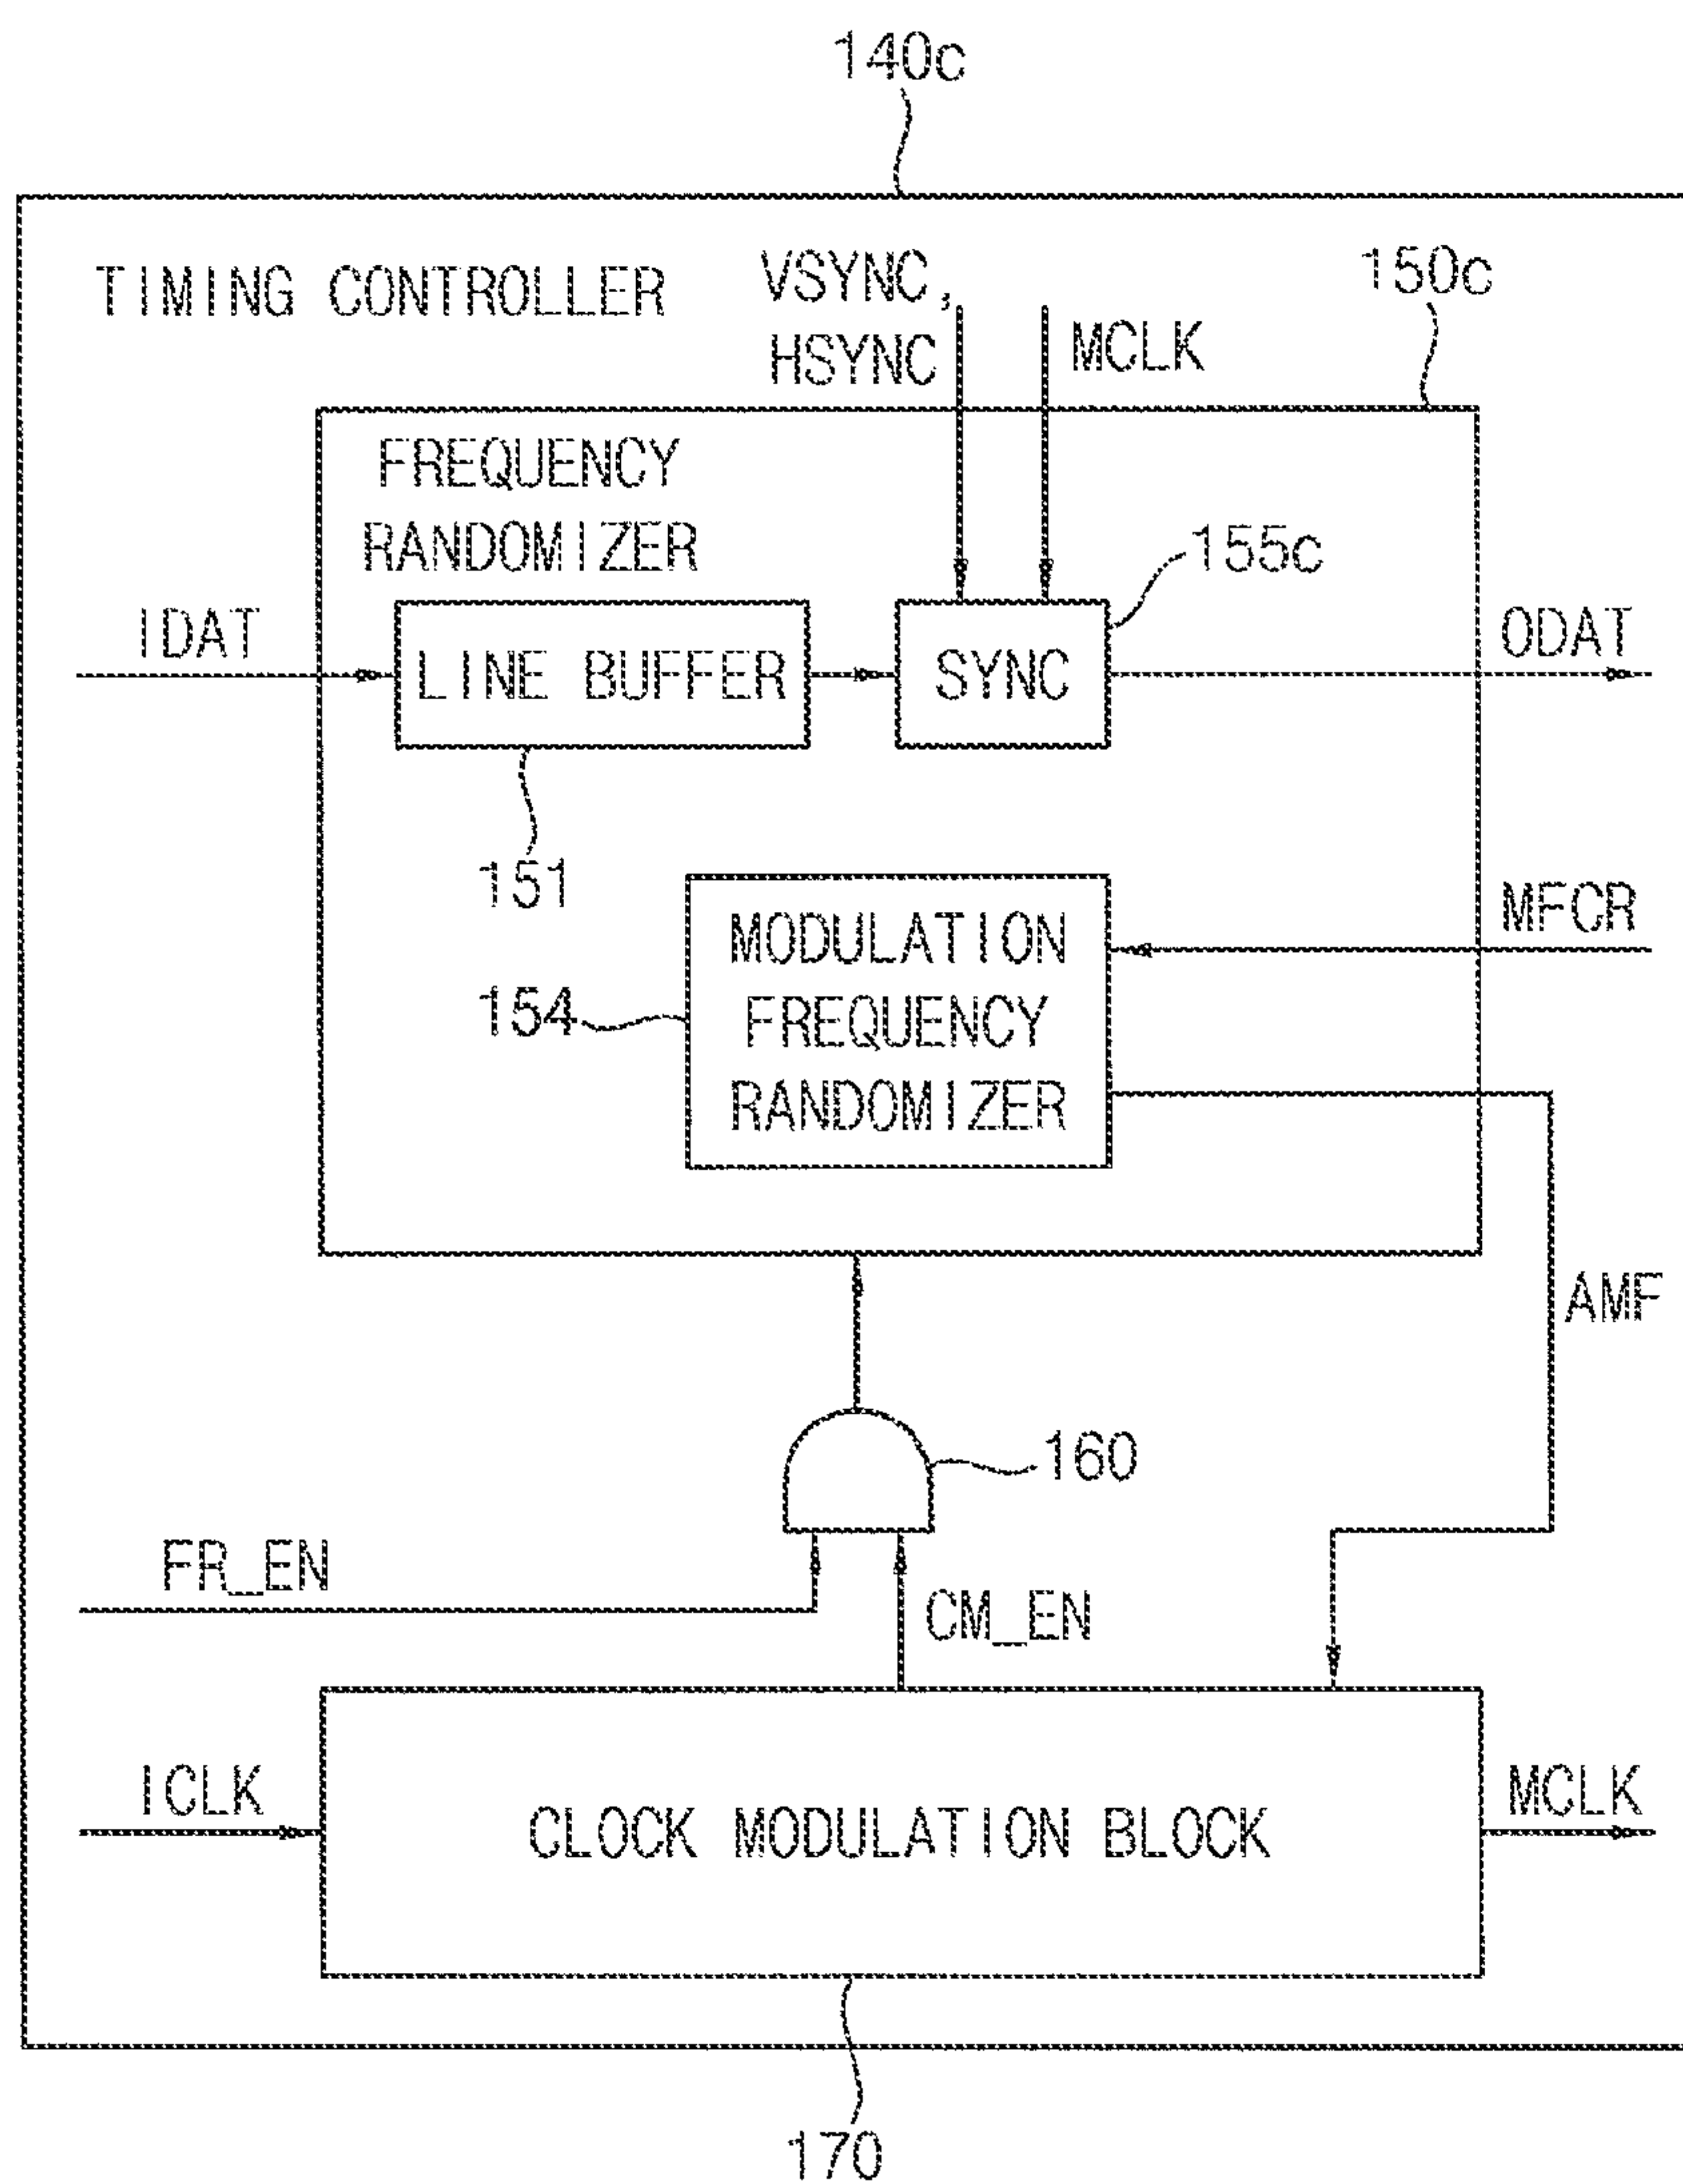 140c
TIMING CONTROLLER
VSYNC,
HSYNC
MCLK
150c
FREQUENCY
RANDOMIZER
155c
IDAT
LINE BUFFER
SYNC
ODAT
151
MFCR
MODULATION
FREQUENCY
RANDOMIZER
154
AMF
160
FR_EN
CM_EN
ICLK
CLOCK MODULATION BLOCK
MCLK
170